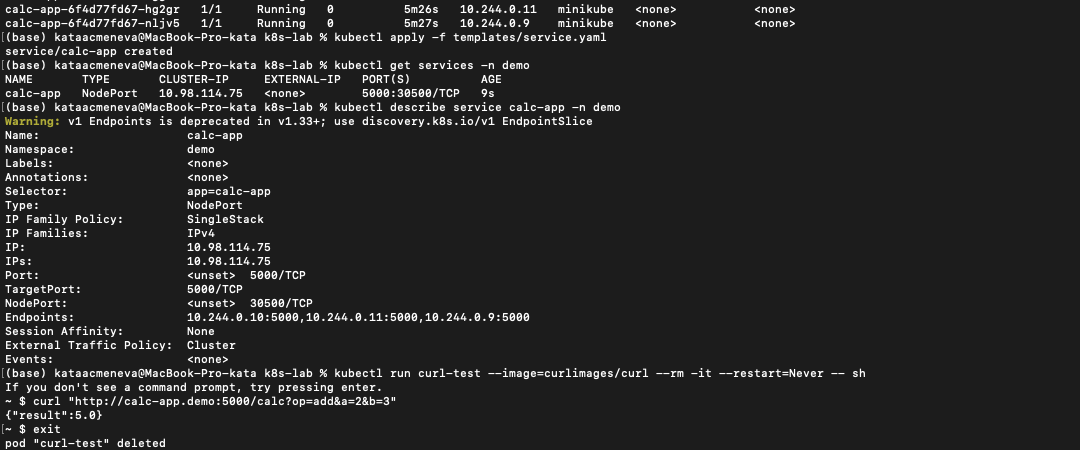 calc-app-6f4d77fd67-hg2gr   1/1     Running   0          5m26s   10.244.0.11   minikube   <none>           <none>
calc-app-6f4d77fd67-nljv5   1/1     Running   0          5m27s   10.244.0.9    minikube   <none>           <none>
[(base) kataacmeneva@MacBook-Pro-kata k8s-lab % kubectl apply -f templates/service.yaml
service/calc-app created
[(base) kataacmeneva@MacBook-Pro-kata k8s-lab % kubectl get services -n demo
NAME       TYPE       CLUSTER-IP     EXTERNAL-IP   PORT(S)          AGE
calc-app   NodePort   10.98.114.75   <none>        5000:30500/TCP   9s
[(base) kataacmeneva@MacBook-Pro-kata k8s-lab % kubectl describe service calc-app -n demo
Warning: v1 Endpoints is deprecated in v1.33+; use discovery.k8s.io/v1 EndpointSlice
Name:                     calc-app
Namespace:                demo
Labels:                   <none>
Annotations:              <none>
Selector:                 app=calc-app
Type:                     NodePort
IP Family Policy:         SingleStack
IP Families:              IPv4
IP:                       10.98.114.75
IPs:                      10.98.114.75
Port:                     <unset>  5000/TCP
TargetPort:               5000/TCP
NodePort:                 <unset>  30500/TCP
Endpoints:                10.244.0.10:5000,10.244.0.11:5000,10.244.0.9:5000
Session Affinity:         None
External Traffic Policy:  Cluster
Events:                   <none>
[(base) kataacmeneva@MacBook-Pro-kata k8s-lab % kubectl run curl-test --image=curlimages/curl --rm -it --restart=Never -- sh
If you don't see a command prompt, try pressing enter.
~ $ curl "http://calc-app.demo:5000/calc?op=add&a=2&b=3"
{"result":5.0}
[~ $ exit
pod "curl-test" deleted